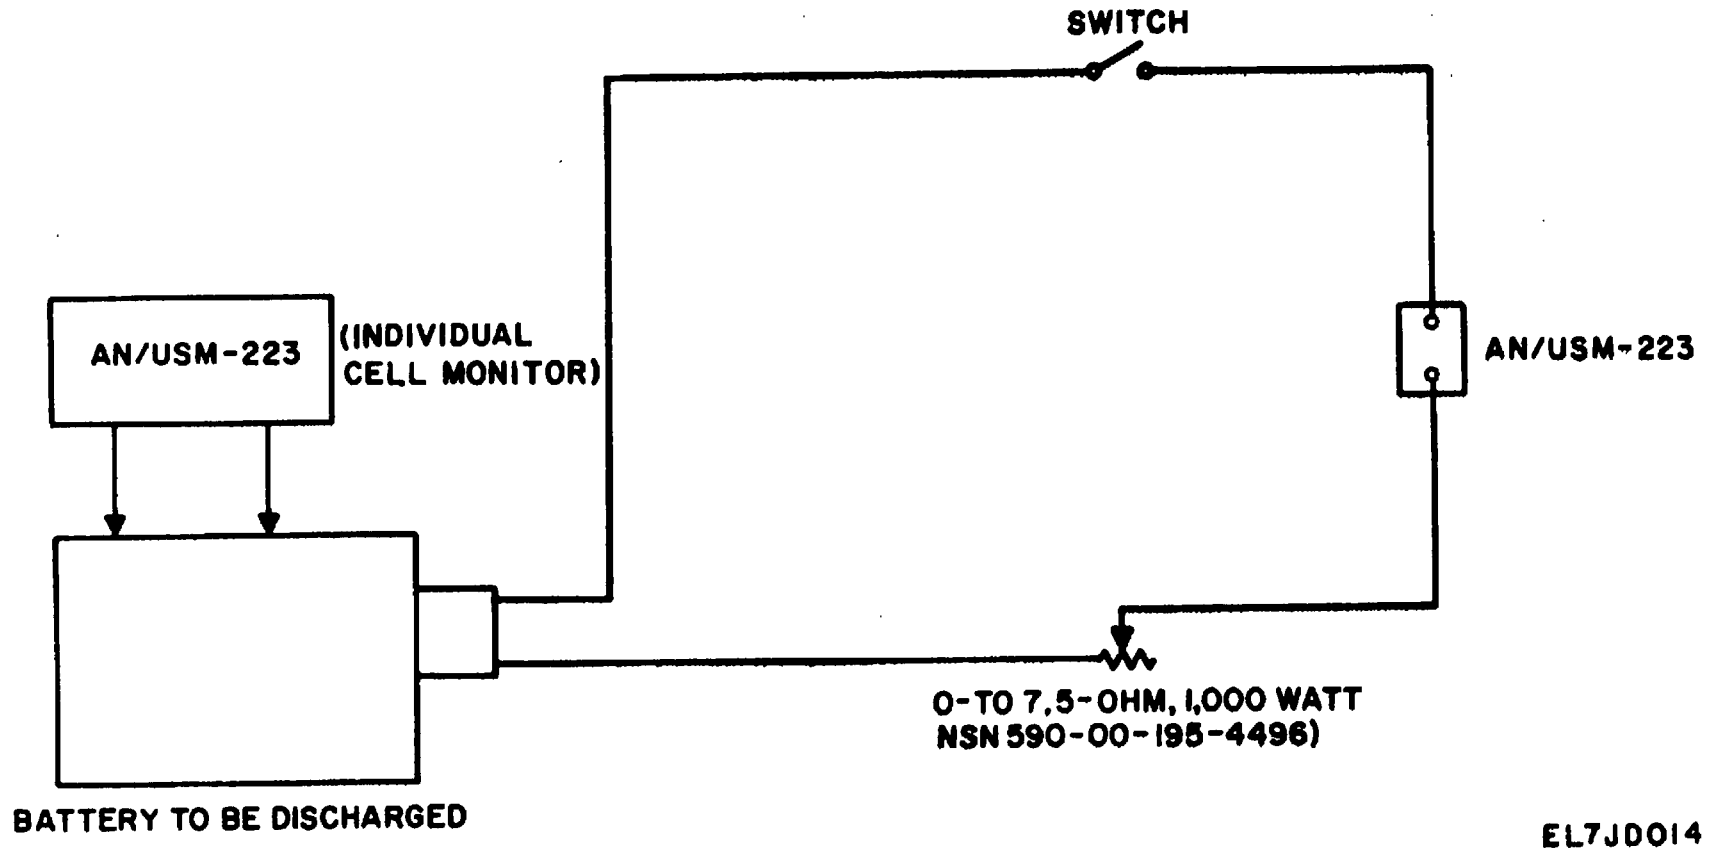 SWITCH
AN/USM-223
(INDIVIDUAL
CELL MONITOR)
AN/USM-223
0-TO 7.5-OHM, 1,000 WATT
NSN 590-00-195-4496)
BATTERY TO BE DISCHARGED
EL7JD014